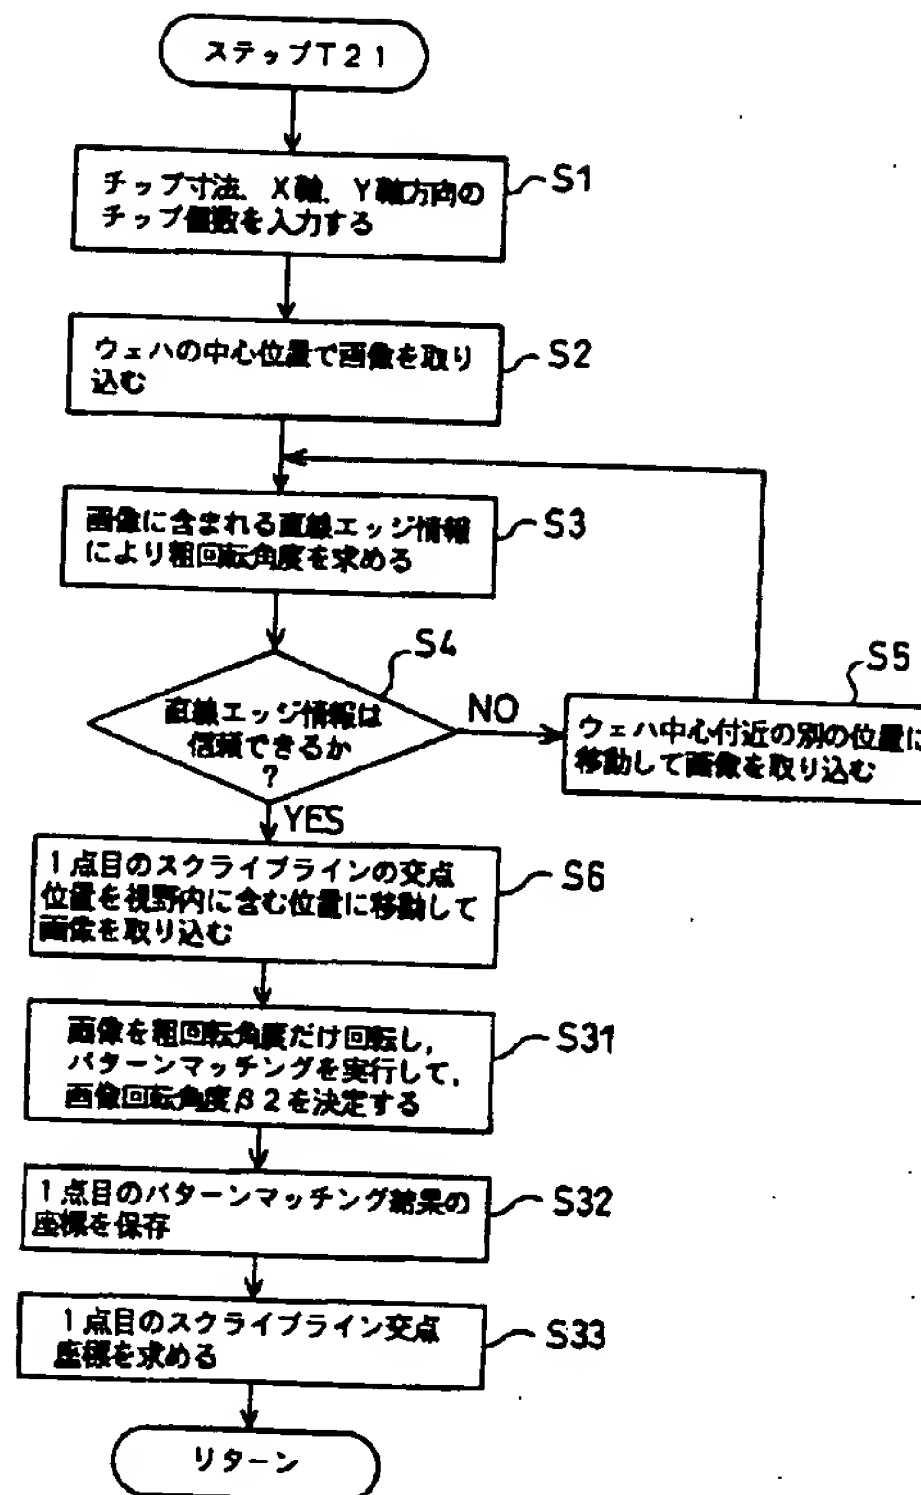 ステップT21
チップ寸法, X軸, Y軸方向の
チップ個数を入力する
S1
ウェハの中心位置で画像を取り
込む
S2
画像に含まれる直線エッジ情報
により粗回転角度を求める
S3
S4
直線エッジ情報は
信頼できるか
?
NO
YES
S5
ウェハ中心付近の別の位置に
移動して画像を取り込む
1点目のスクライブラインの交点
位置を視野内に含む位置に移動して
画像を取り込む
S6
画像を粗回転角度だけ回転し,
パターンマッチングを実行して,
画像回転角度β2を決定する
S31
1点目のパターンマッチング結果の
座標を保存
S32
1点目のスクライブライン交点
座標を求める
S33
リターン